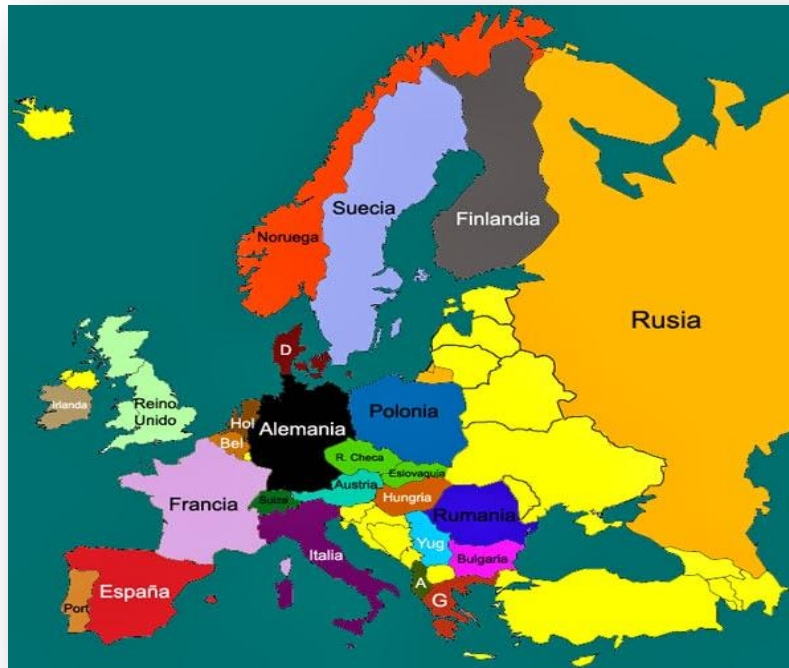 Suecia
Finlandia
Noruega
Rusia
D
Irlanda
Reino
Unido
Hol
Bel
Alemania
Polonia
R. Checa
Eslovaquia
Austria
Francia
Suiza
Hungria
Rumania
Italia
Yug
Bulgaria
España
Port
A
G